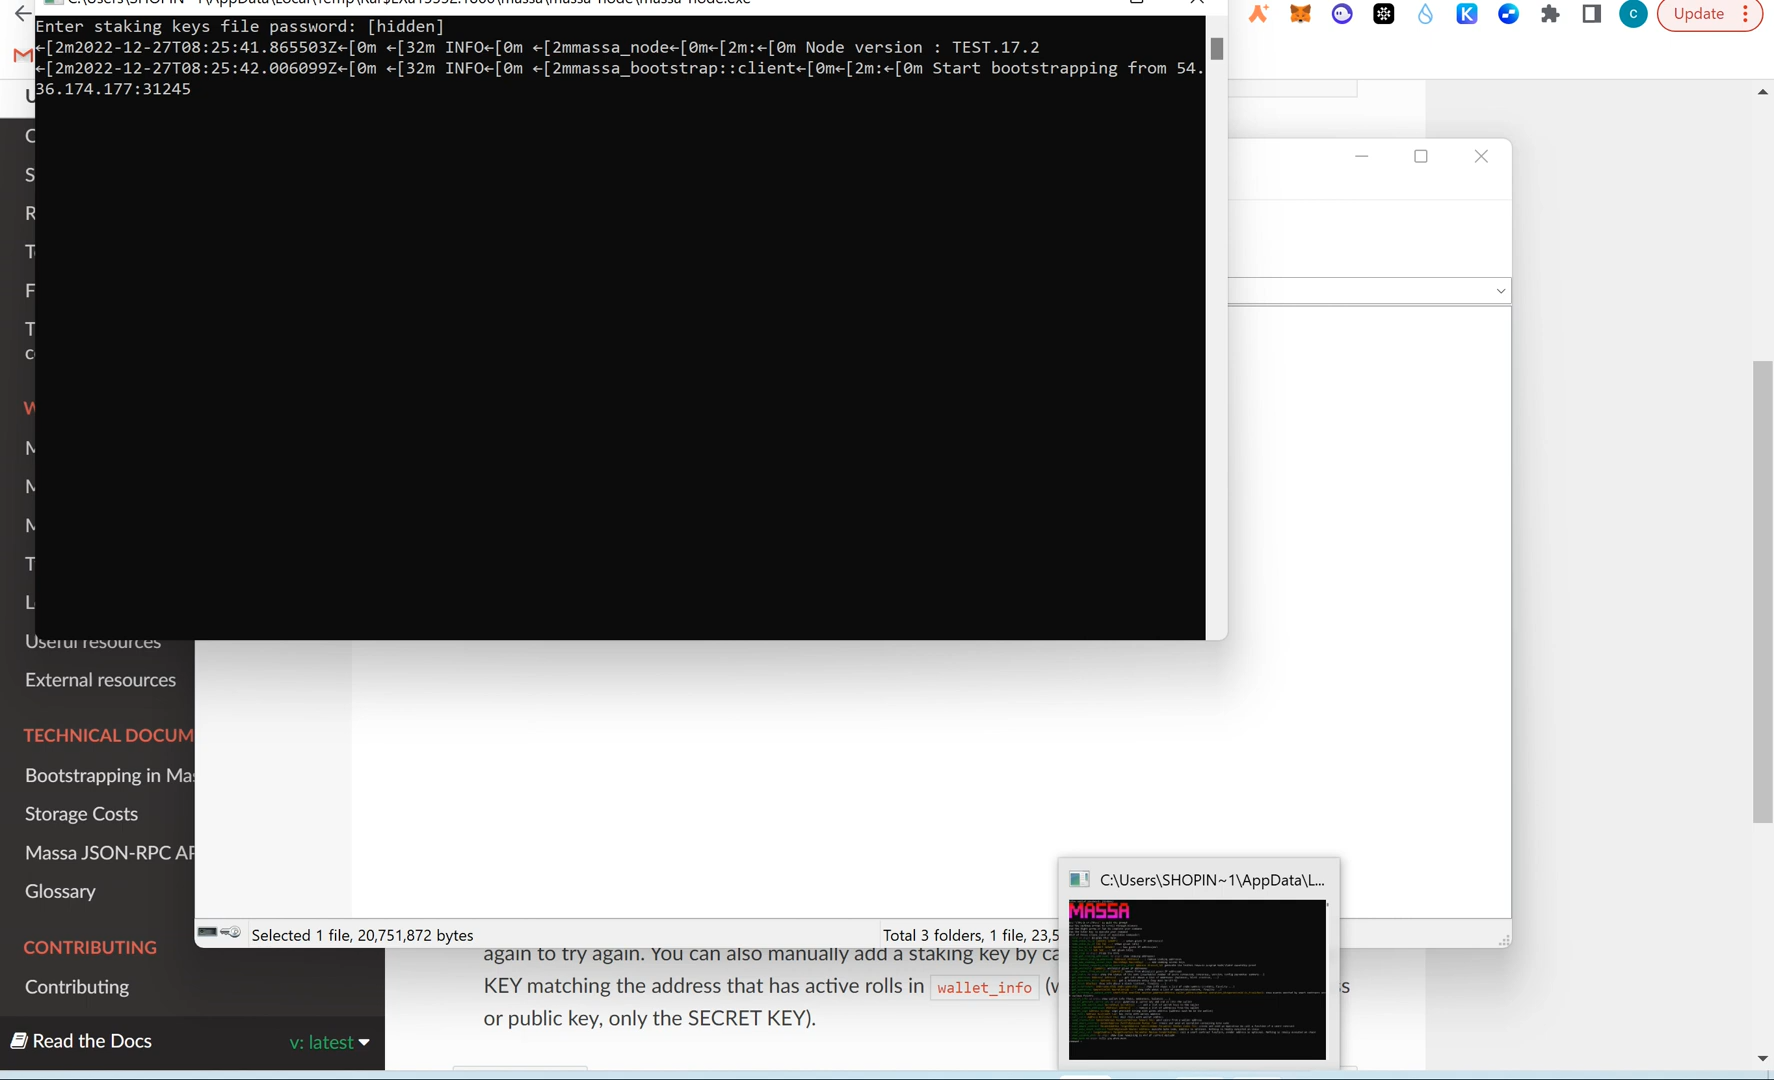 Enter staking keys file password: [hidden]
←[2m2022-12-27T08:25:41.865503Z←[0m ←[32m INFO←[0m ←[2mmassa_node←[0m←[2m:←[0m Node version : TEST.17.2
←[2m2022-12-27T08:25:42.006099Z←[0m ←[32m INFO←[0m ←[2mmassa_bootstrap::client←[0m←[2m:←[0m Start bootstrapping from 54.
36.174.177:31245
Update
Useful resources
External resources
TECHNICAL DOCUM
Bootstrapping in Mas
Storage Costs
Massa JSON-RPC AP
Glossary
CONTRIBUTING
Contributing
Read the Docs
v: latest
Selected 1 file, 20,751,872 bytes
Total 3 folders, 1 file, 23,5
again to try again. You can also manually add a staking key by ca
KEY matching the address that has active rolls in wallet_info
or public key, only the SECRET KEY).
C:\Users\SHOPIN~1\AppData\L...
MASSA